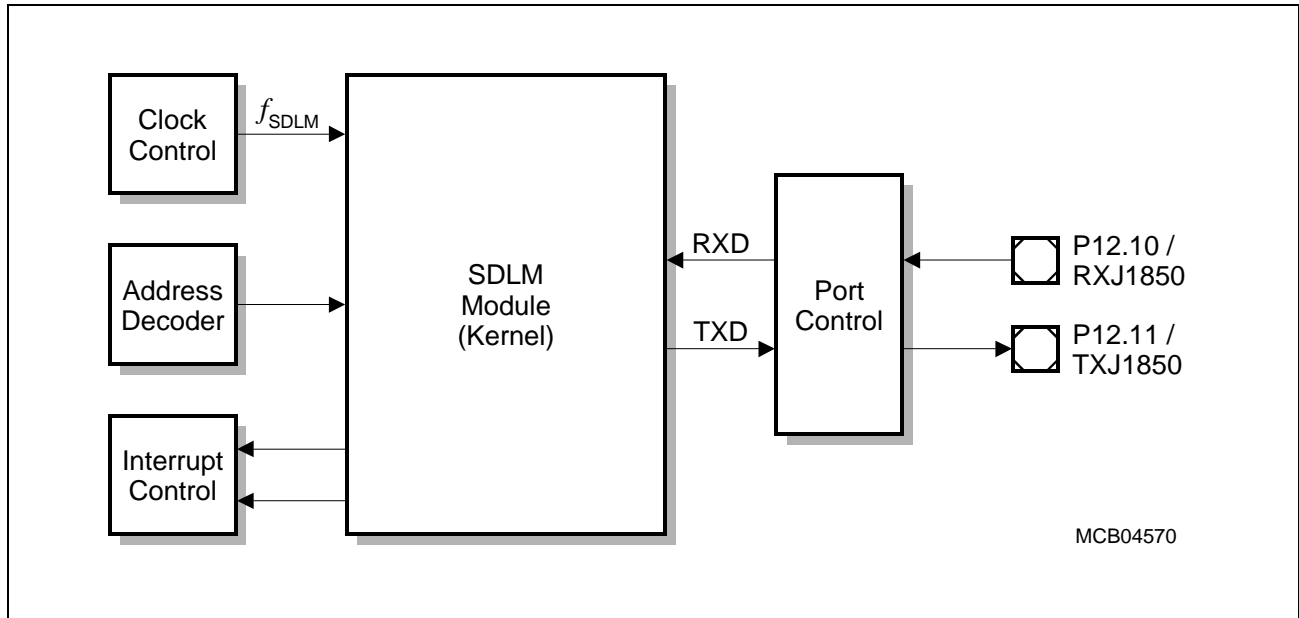 Clock
Control
fSDLM
Address
Decoder
Interrupt
Control
SDLM
Module
(Kernel)
RXD
TXD
Port
Control
P12.10 /
RXJ1850
P12.11 /
TXJ1850
MCB04570